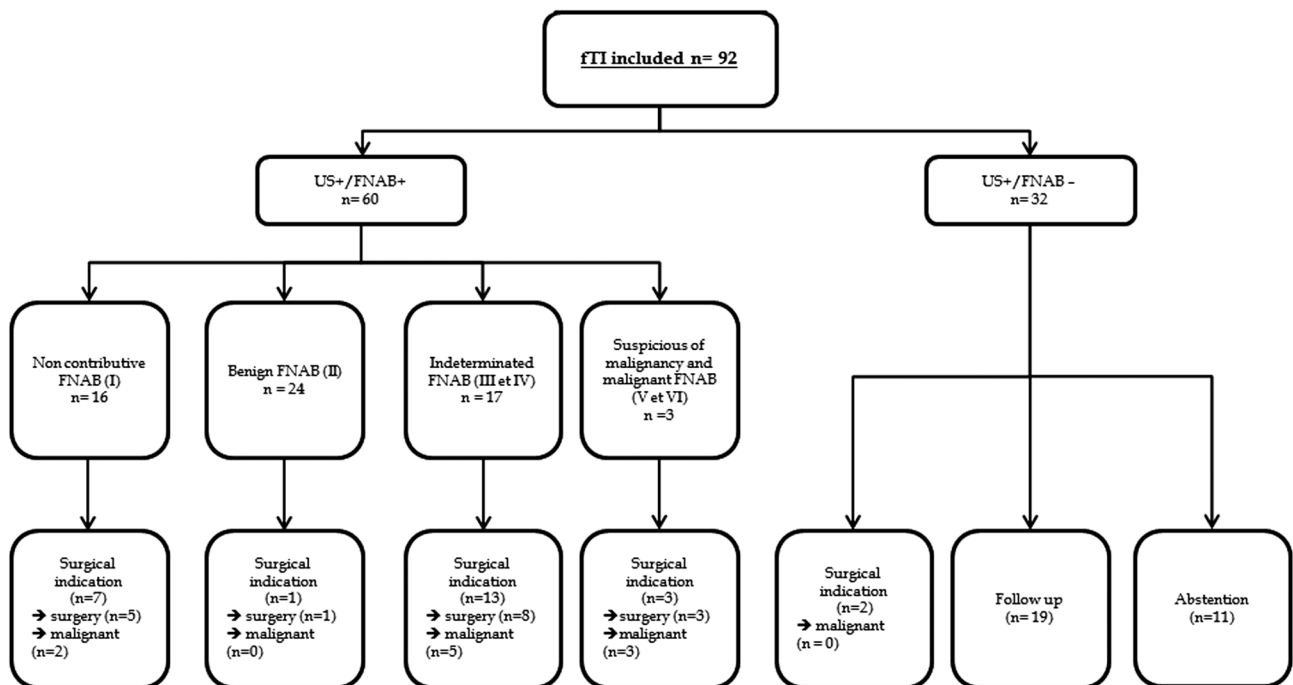 fTI included n= 92
US+/FNAB+
n= 60
US+/FNAB –
n= 32
Non contributive
FNAB (I)
n= 16
Benign FNAB (II)
n = 24
Indeterminated
FNAB (III et IV)
n = 17
Suspicious of
malignancy and
malignant FNAB
(V et VI)
n =3
Surgical
indication
(n=7)
➔ surgery (n=5)
➔ malignant
(n=2)
Surgical
indication
(n=1)
➔ surgery (n=1)
➔ malignant
(n=0)
Surgical
indication
(n=13)
➔ surgery (n=8)
➔ malignant
(n=5)
Surgical
indication
(n=3)
➔surgery (n=3)
➔malignant
(n=3)
Surgical
indication
(n=2)
➔ malignant
(n = 0)
Follow up
(n= 19)
Abstention
(n=11)